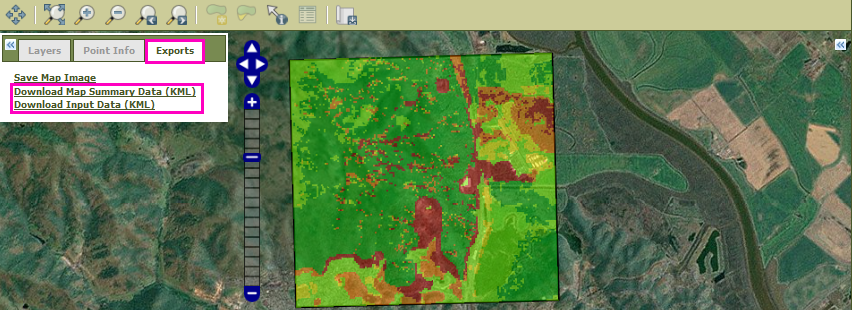 Layers Point Info Exports
Save Map Image
Download Map Summary Data (KML)
Download Input Data (KML)